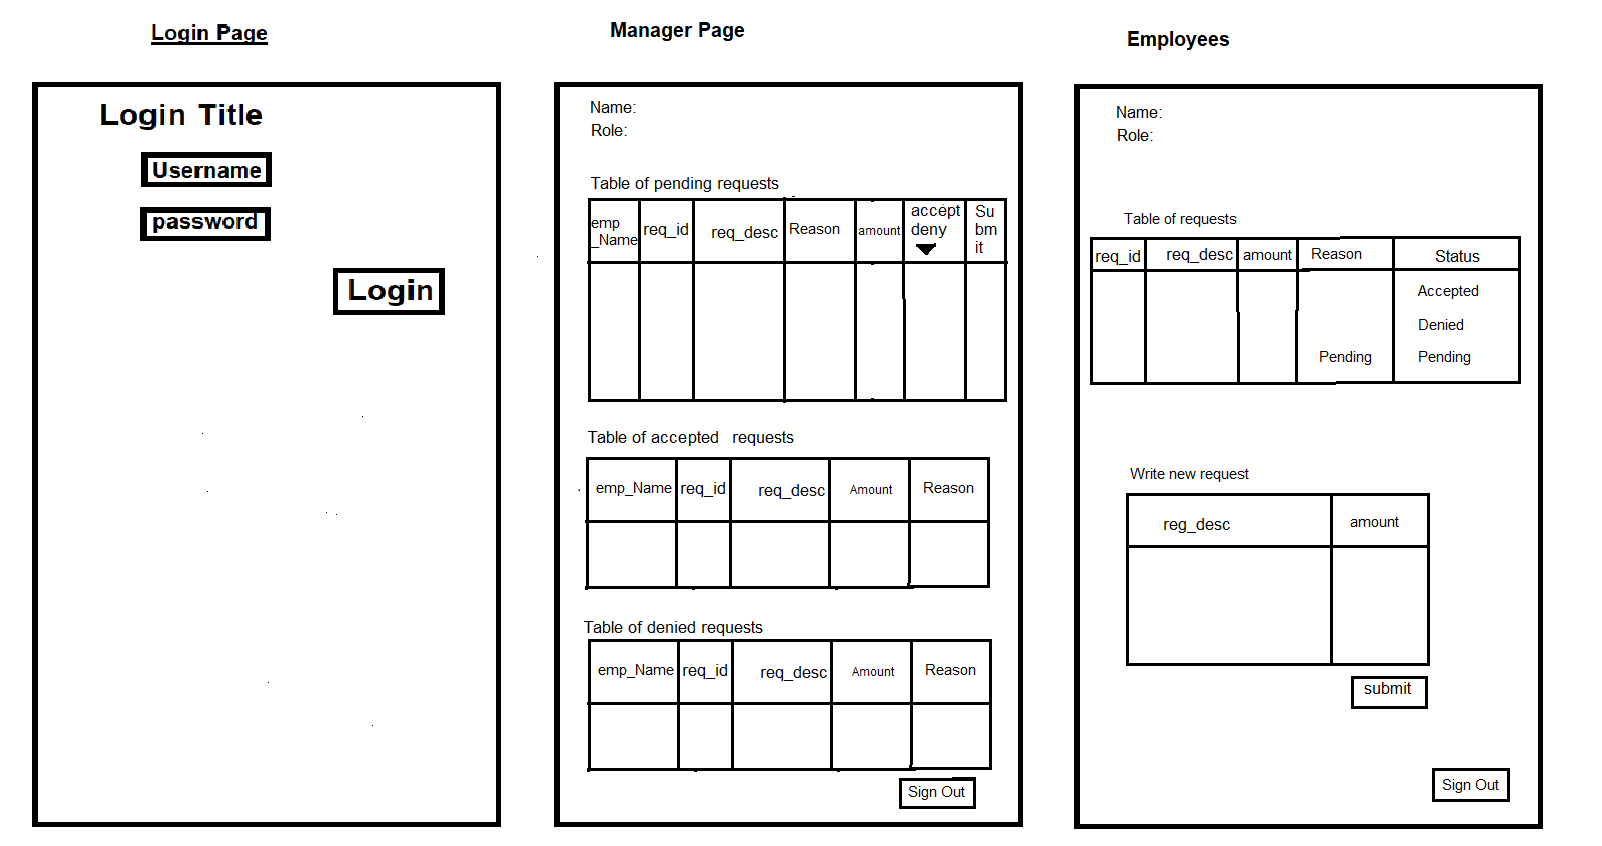 Login Page
Login Title
Username
password
Login
Manager Page
Name:
Role:
Table of pending requests
emp
_Name
req_id
req_desc
Reason
amount
accept
deny
Su
bm
it
Table of accepted requests
emp_Name
req_id
req_desc
Amount
Reason
Table of denied requests
emp_Name
req_id
req_desc
Amount
Reason
Sign Out
Employees
Name:
Role:
Table of requests
req_id
req_desc
amount
Reason
Status
Accepted
Denied
Pending
Pending
Write new request
reg_desc
amount
submit
Sign Out